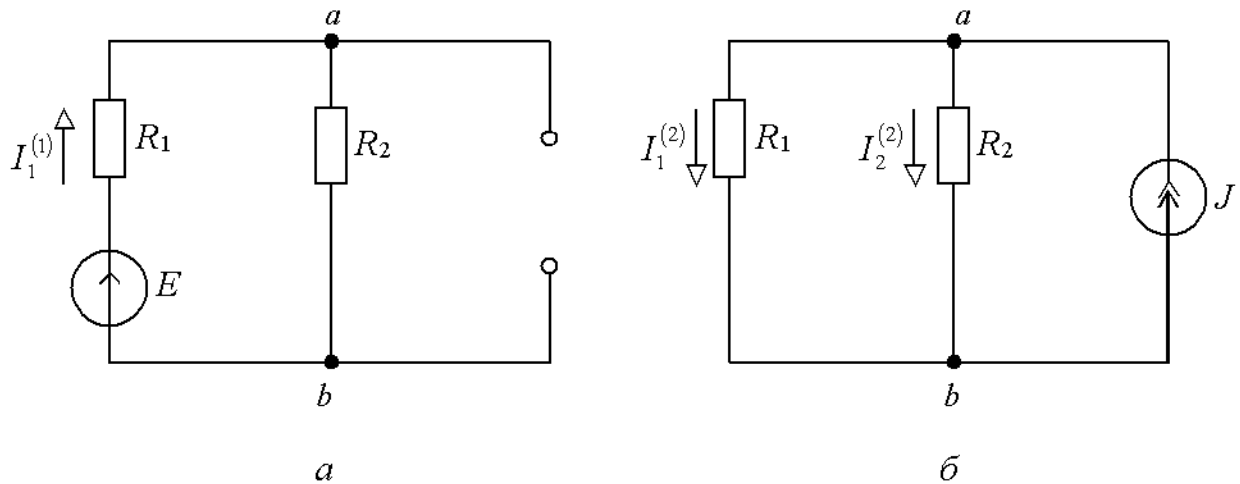 a a
I₁⁽¹⁾ R₁ R₂ I₁⁽²⁾ R₁ I₂⁽²⁾ R₂
E J
b b
а б